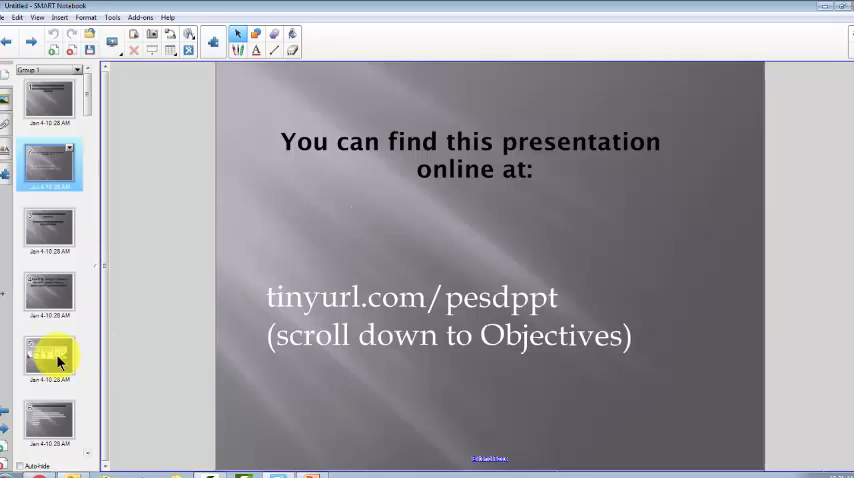 Untitled - SMART Notebook
Edit View Insert Format Tools Add-ons Help
Group 1
Jan 4-10:28 AM
Jan 4-10:28 AM
Jan 4-10:28 AM
Jan 4-10:28 AM
Jan 4-10:28 AM
Jan 4-10:28 AM
Auto-hide
You can find this presentation
online at:
tinyurl.com/pesdppt
(scroll down to Objectives)